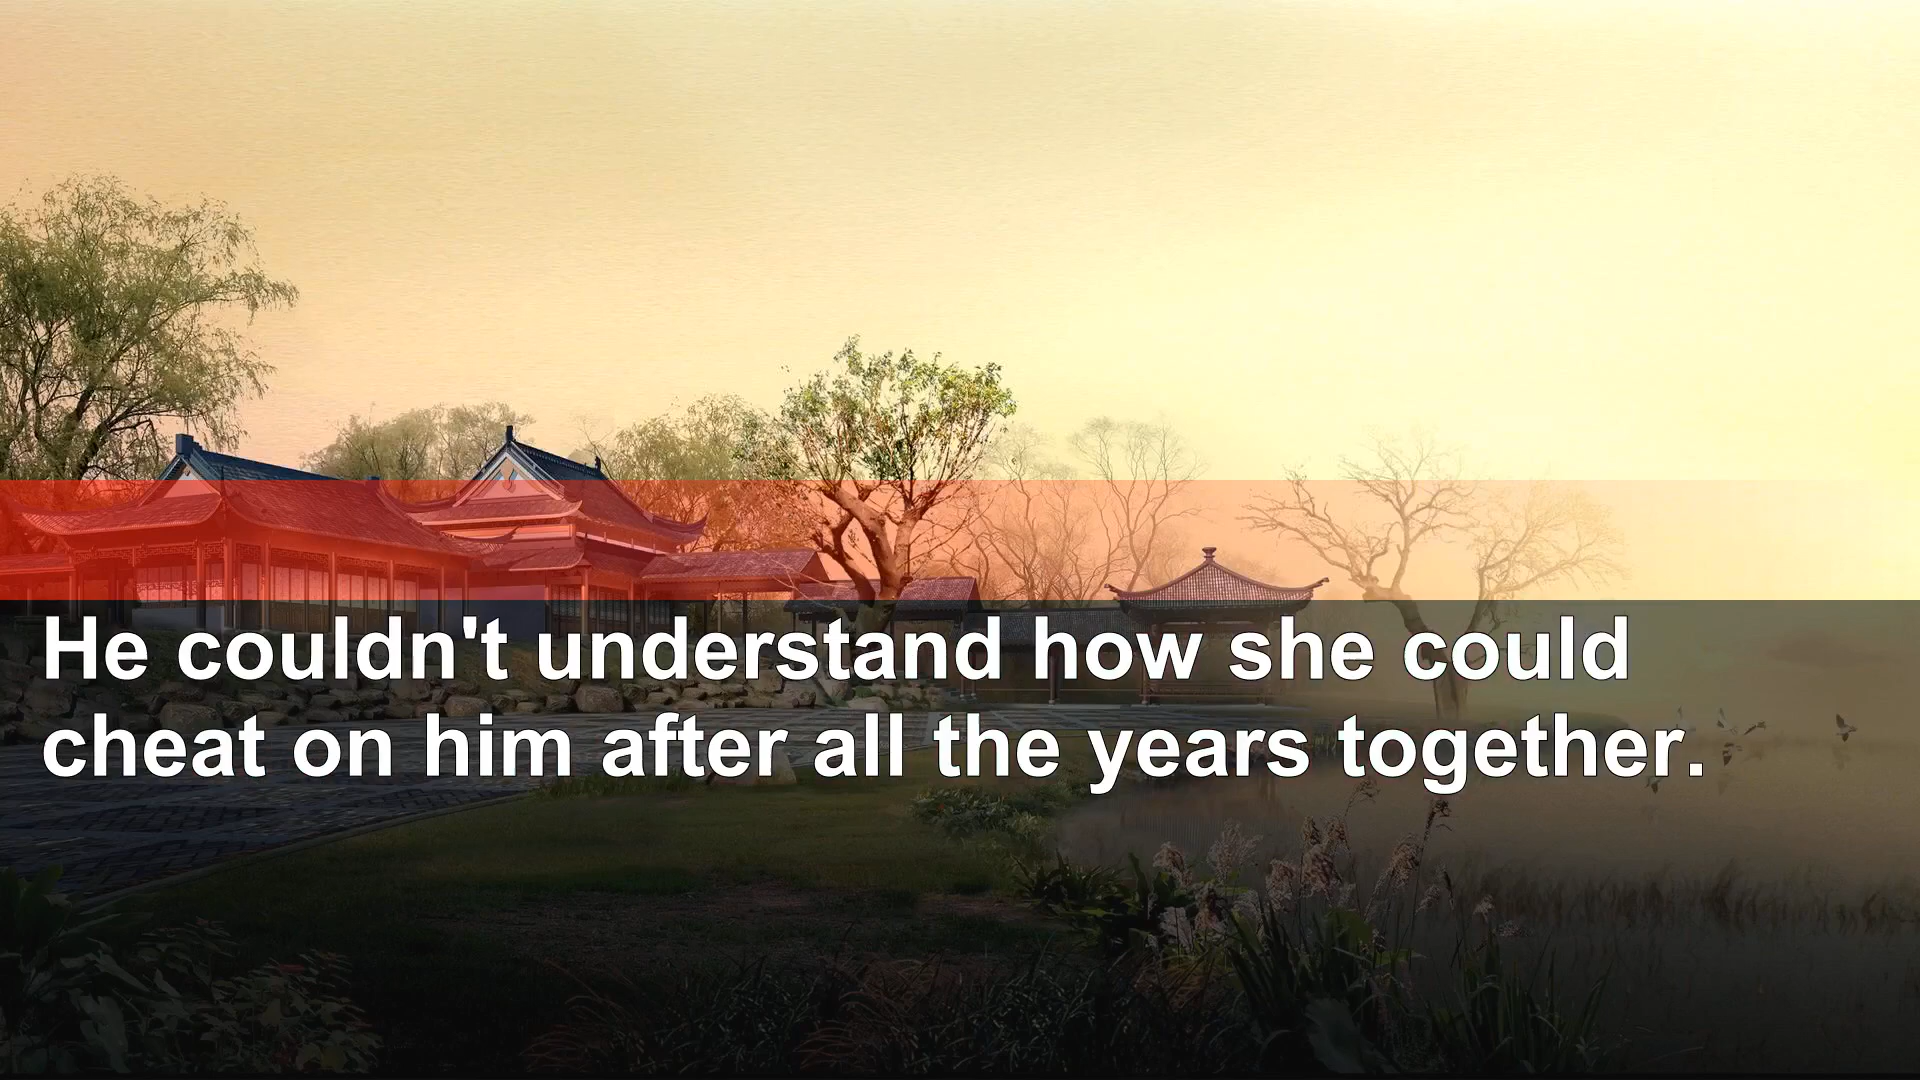 He couldn't understand how she could
cheat on him after all the years together.